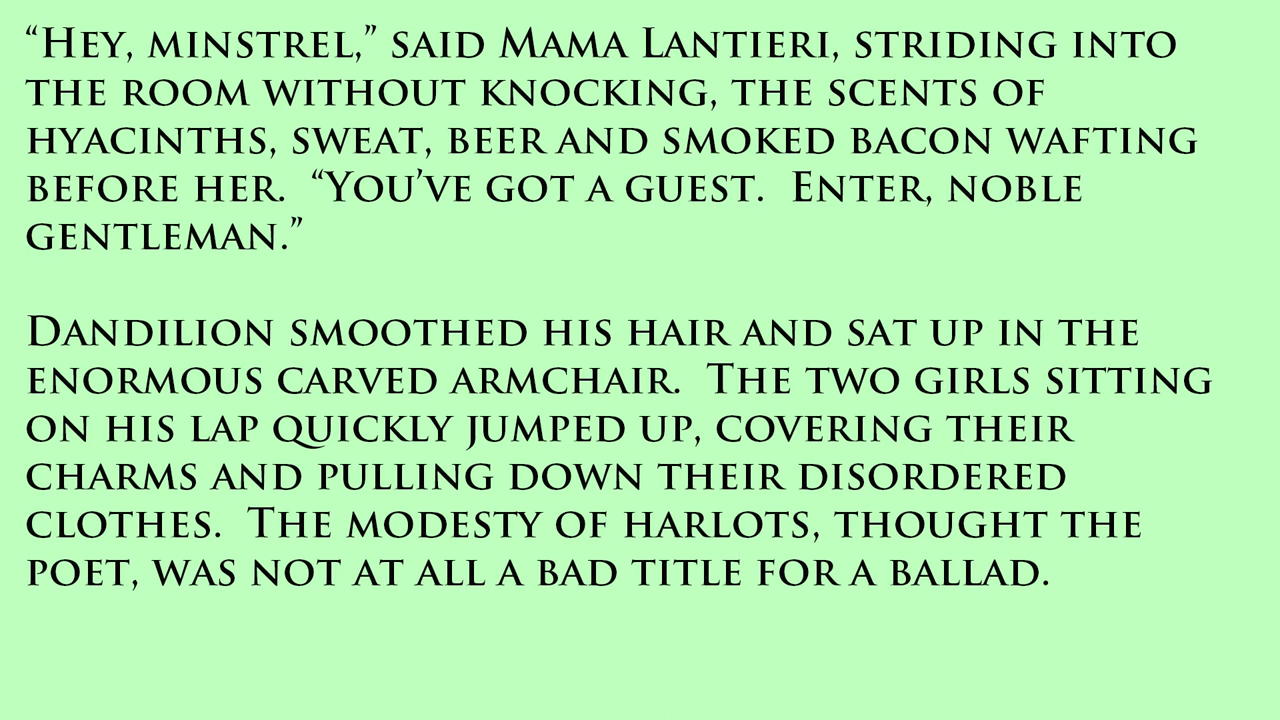 “Hey, minstrel,” said Mama Lantieri, striding into
the room without knocking, the scents of
hyacinths, sweat, beer and smoked bacon wafting
before her.  “You’ve got a guest.  Enter, noble
gentleman.”

Dandilion smoothed his hair and sat up in the
enormous carved armchair.  The two girls sitting
on his lap quickly jumped up, covering their
charms and pulling down their disordered
clothes.  The modesty of harlots, thought the
poet, was not at all a bad title for a ballad.